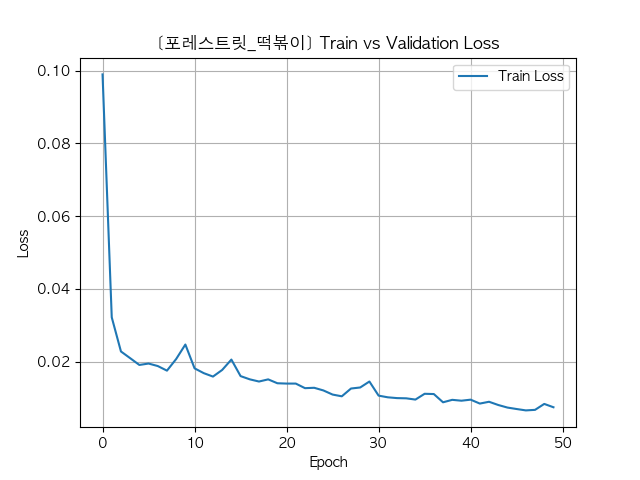 [포레스트릿_떡볶이] Train vs Validation Loss
Train Loss
0.10
0.08
0.06
0.04
0.02
Loss
0 10 20 30 40 50
Epoch